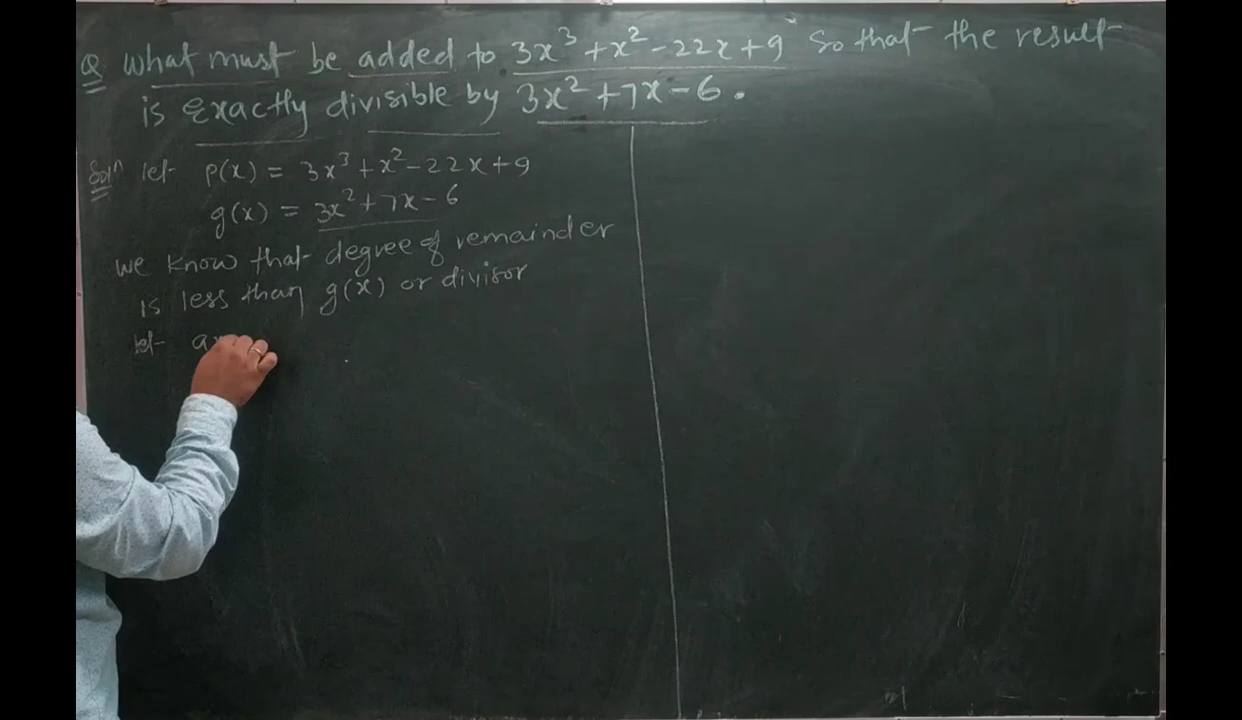 Q What must be added to 3x³+x²-22x+9 so that the result
is exactly divisible by 3x²+7x-6.
Solⁿ let p(x) = 3x³+x²-22x+9
g(x) = 3x²+7x-6
we know that degree of remainder
is less than g(x) or divisor
let a